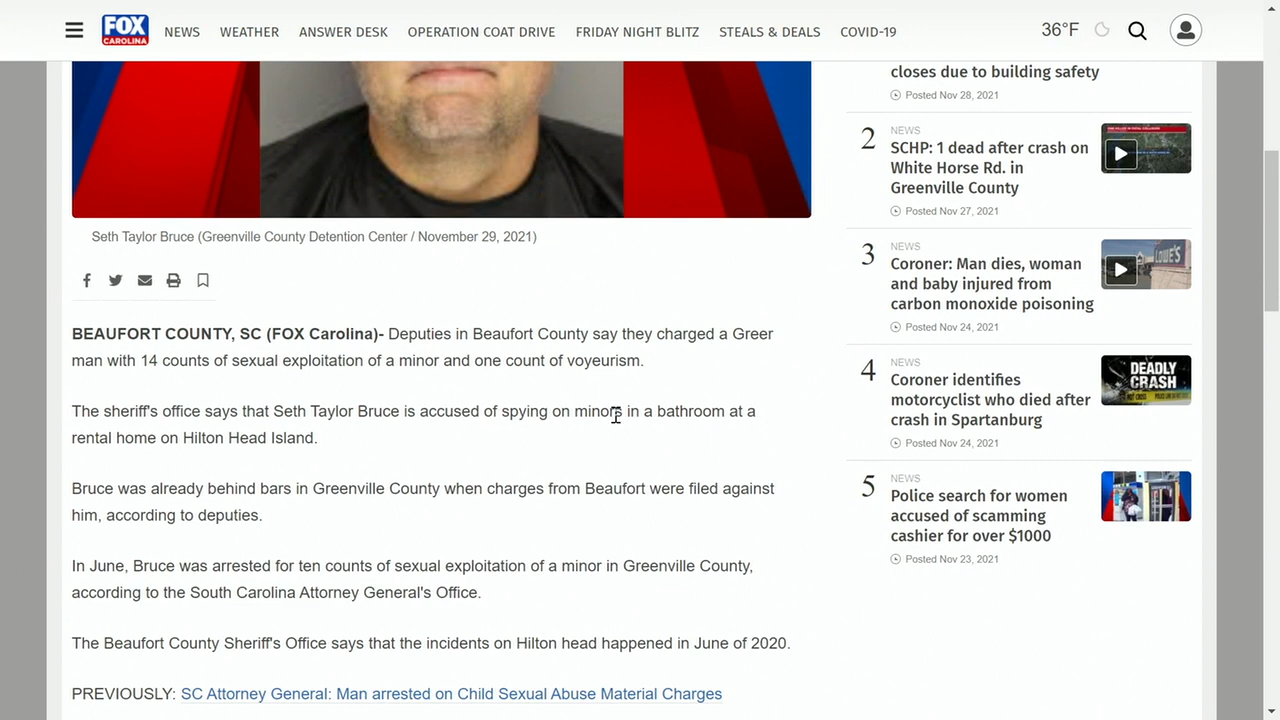 FOX
CAROLINA
NEWS
WEATHER
ANSWER DESK
OPERATION COAT DRIVE
FRIDAY NIGHT BLITZ
STEALS & DEALS
COVID-19
36°F
Seth Taylor Bruce (Greenville County Detention Center / November 29, 2021)
BEAUFORT COUNTY, SC (FOX Carolina)- Deputies in Beaufort County say they charged a Greer
man with 14 counts of sexual exploitation of a minor and one count of voyeurism.
The sheriff's office says that Seth Taylor Bruce is accused of spying on minors in a bathroom at a
rental home on Hilton Head Island.
Bruce was already behind bars in Greenville County when charges from Beaufort were filed against
him, according to deputies.
In June, Bruce was arrested for ten counts of sexual exploitation of a minor in Greenville County,
according to the South Carolina Attorney General's Office.
The Beaufort County Sheriff's Office says that the incidents on Hilton head happened in June of 2020.
PREVIOUSLY: SC Attorney General: Man arrested on Child Sexual Abuse Material Charges
closes due to building safety
Posted Nov 28, 2021
2
NEWS
SCHP: 1 dead after crash on
White Horse Rd. in
Greenville County
Posted Nov 27, 2021
3
NEWS
Coroner: Man dies, woman
and baby injured from
carbon monoxide poisoning
Posted Nov 24, 2021
LOWE'S
4
NEWS
Coroner identifies
motorcyclist who died after
crash in Spartanburg
Posted Nov 24, 2021
DEADLY
CRASH
5
NEWS
Police search for women
accused of scamming
cashier for over $1000
Posted Nov 23, 2021